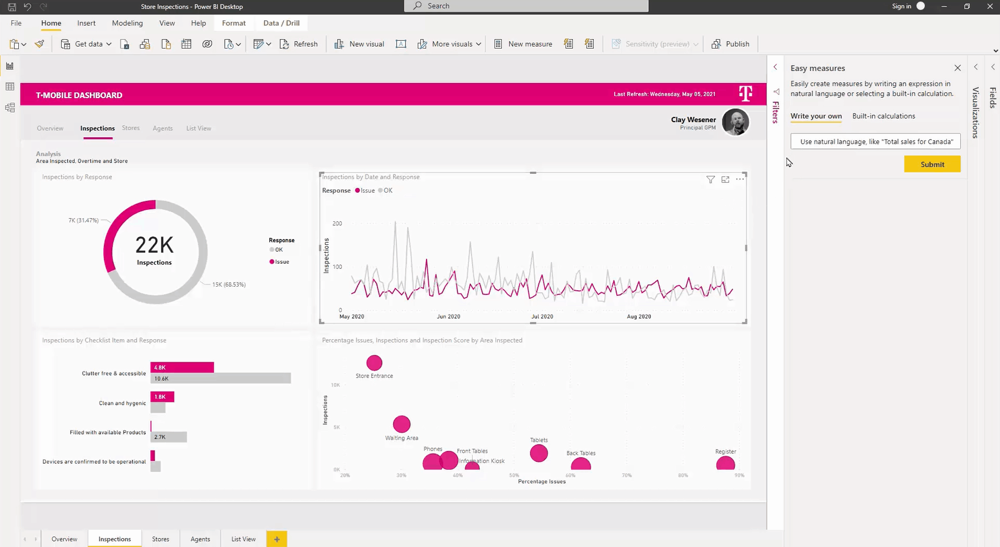 Store Inspections - Power BI Desktop
Search
Sign in
File Home Insert Modeling View Help Format Data / Drill
Get data Refresh New visual More visuals New measure Sensitivity (preview) Publish
T-MOBILE DASHBOARD
Last Refresh: Wednesday, May 05, 2021
T
Overview Inspections Stores Agents List View
Clay Wesener
Principal GPM
Analysis
Area Inspected, Overtime and Store
Inspections by Response
7K (31.47%)
22K
Inspections
15K (68.53%)
Response
OK
Issue
Inspections by Date and Response
Response Issue OK
Inspections
200
100
0
May 2020 Jun 2020 Jul 2020 Aug 2020
Inspections by Checklist Item and Response
Clutter free & accessible
4.8K
10.6K
Clean and hygenic
1.8K
Filled with available Products
2.7K
Devices are confirmed to be operational
Percentage Issues, Inspections and Inspection Score by Area Inspected
Inspections
10K
5K
0K
Store Entrance
Waiting Area
Phones
Front Tables
Information Kiosk
Tablets
Back Tables
Register
20% 30% 40% 50% 60% 70% 80% 90%
Percentage Issues
Filters
Easy measures
Easily create measures by writing an expression in
natural language or selecting a built-in calculation.
Write your own Built-in calculations
Use natural language, like "Total sales for Canada"
Submit
Visualizations
Fields
Overview Inspections Stores Agents List View